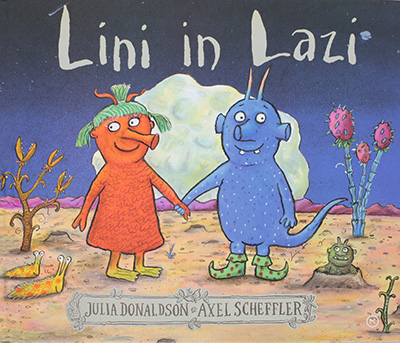 Lini in Lazi
JULIA DONALDSON AXEL SCHEFFLER